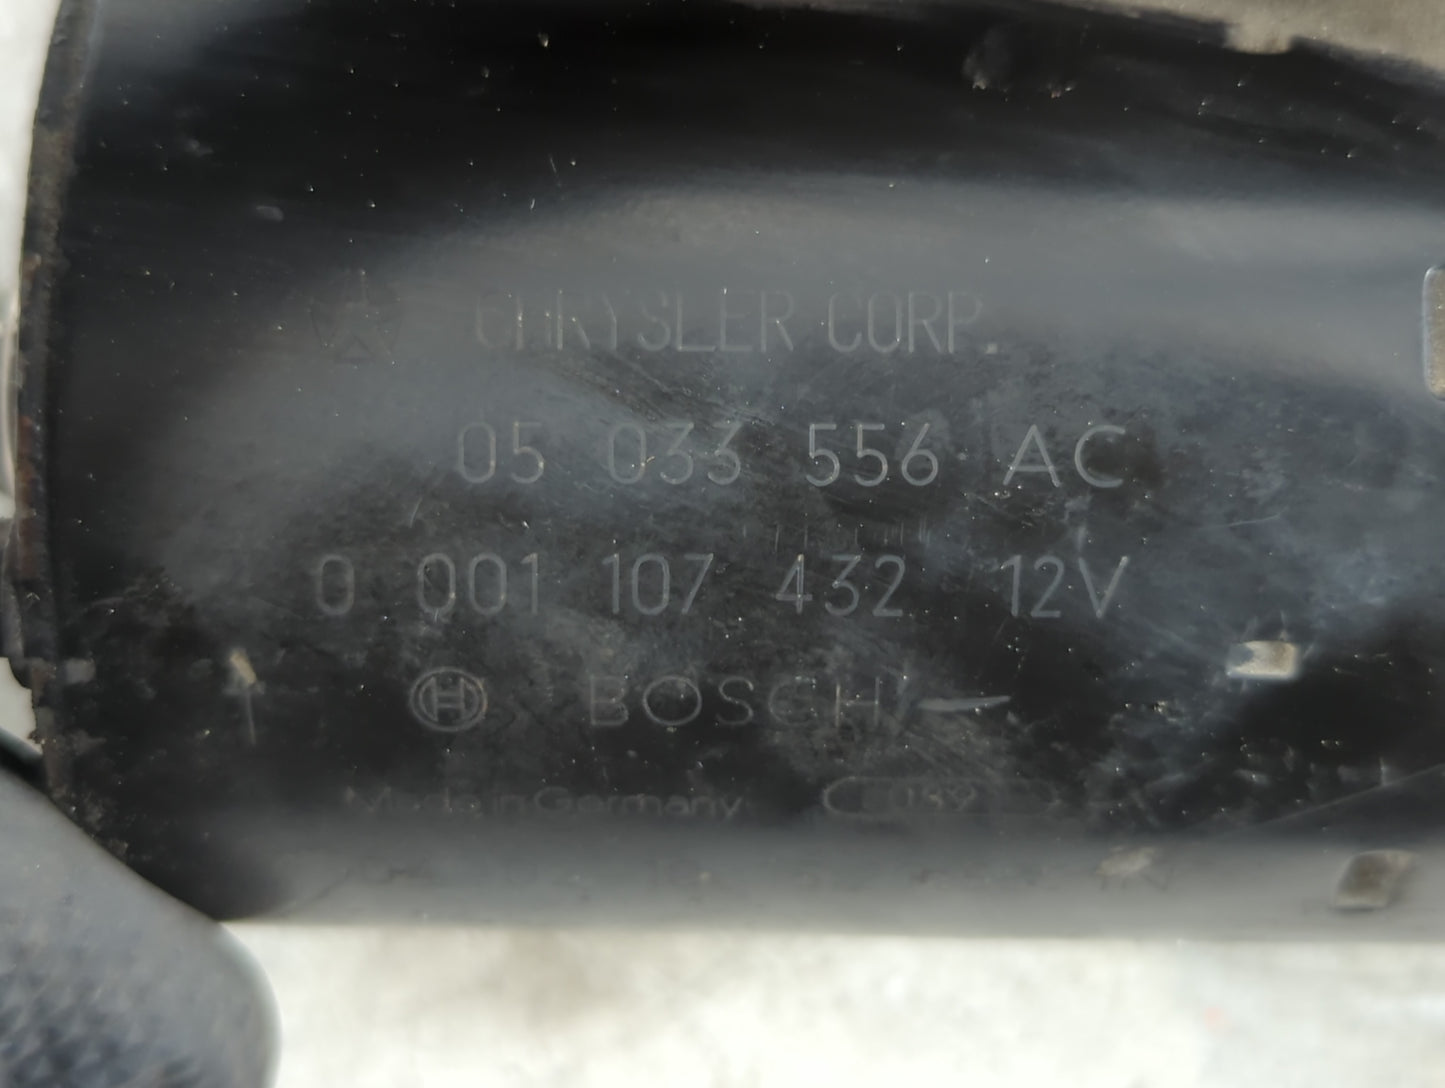 CHRYSLER CORP.
05 033 556 AC
0 001 107 432 12V
BOSCH
Made in Germany